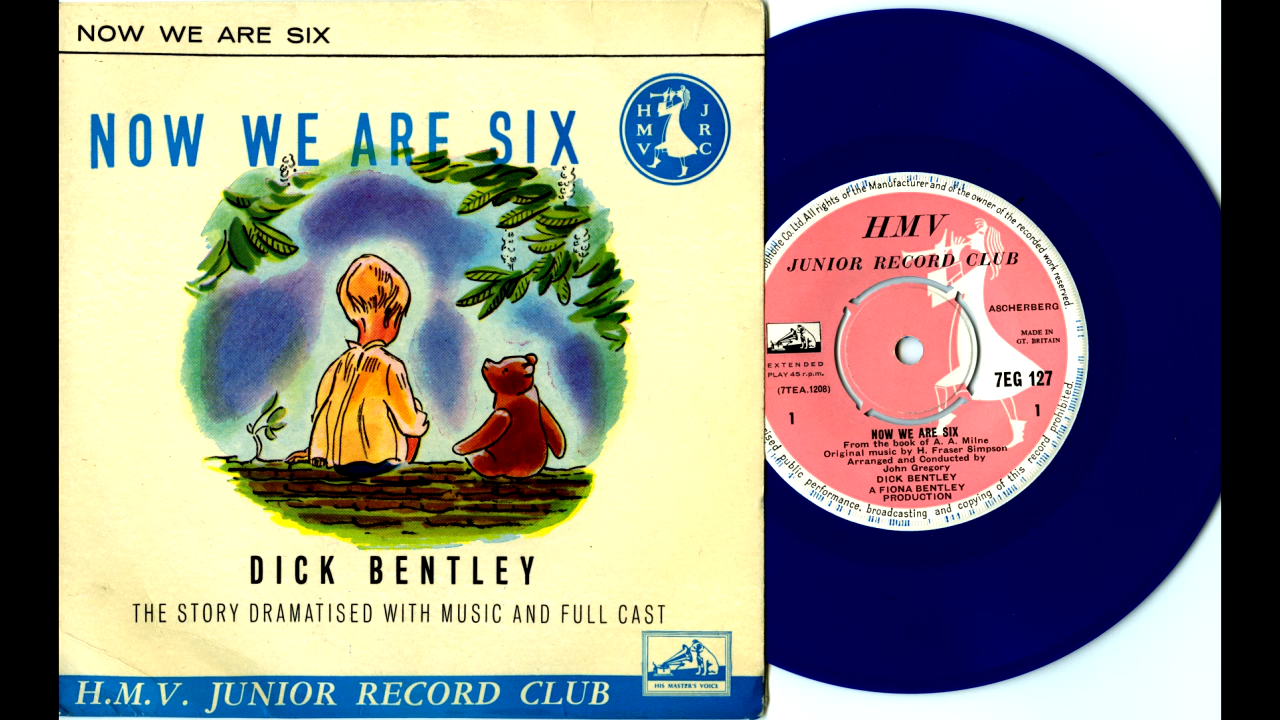 NOW WE ARE SIX
NOW WE ARE SIX
H M V
J R C
DICK BENTLEY
THE STORY DRAMATISED WITH MUSIC AND FULL CAST
HIS MASTER'S VOICE
H.M.V. JUNIOR RECORD CLUB
Co. Ltd. All rights of the Manufacturer and of the owner of the recorded work reserved.
HMV
JUNIOR RECORD CLUB
ASCHERBERG
MADE IN
GT. BRITAIN
EXTENDED
PLAY 45 r.p.m.
(7TEA.1208)
7EG 127
1
1
NOW WE ARE SIX
From the book of A. A. Milne
Original music by H. Fraser Simpson
Arranged and Conducted by
John Gregory
DICK BENTLEY
A FIONA BENTLEY
PRODUCTION
public performance, broadcasting and copying of this record prohibited.